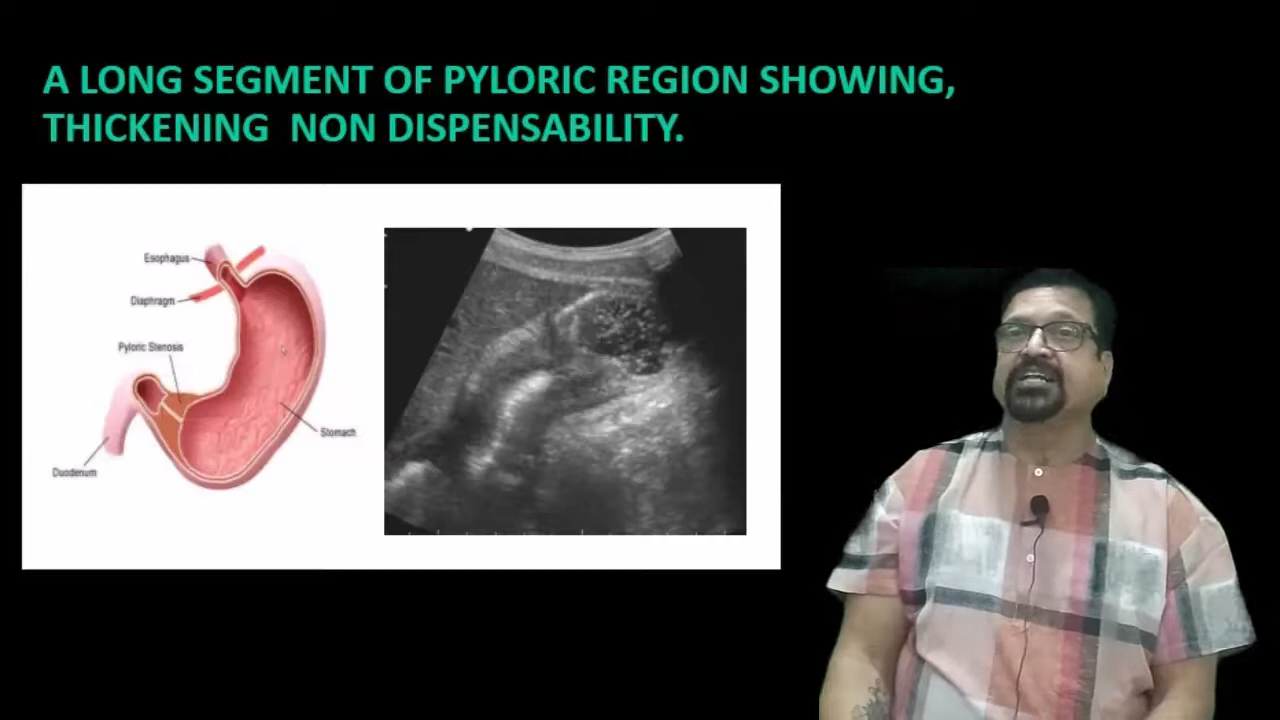 A LONG SEGMENT OF PYLORIC REGION SHOWING,
THICKENING NON DISPENSABILITY.
Esophagus
Diaphragm
Pyloric Stenosis
Stomach
Duodenum